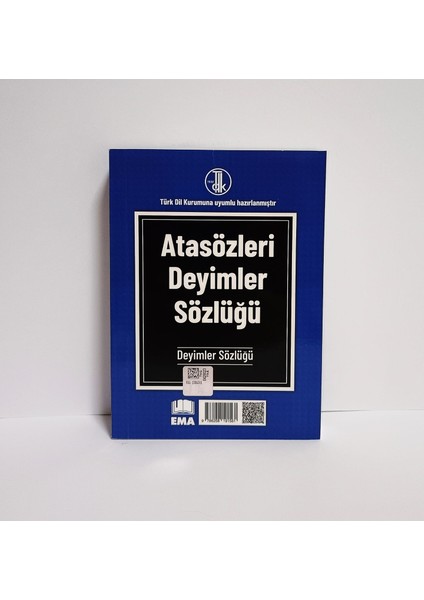 tdk
Türk Dil Kurumuna uyumlu hazırlanmıştır
Atasözleri
Deyimler
Sözlüğü
Deyimler Sözlüğü
EMA